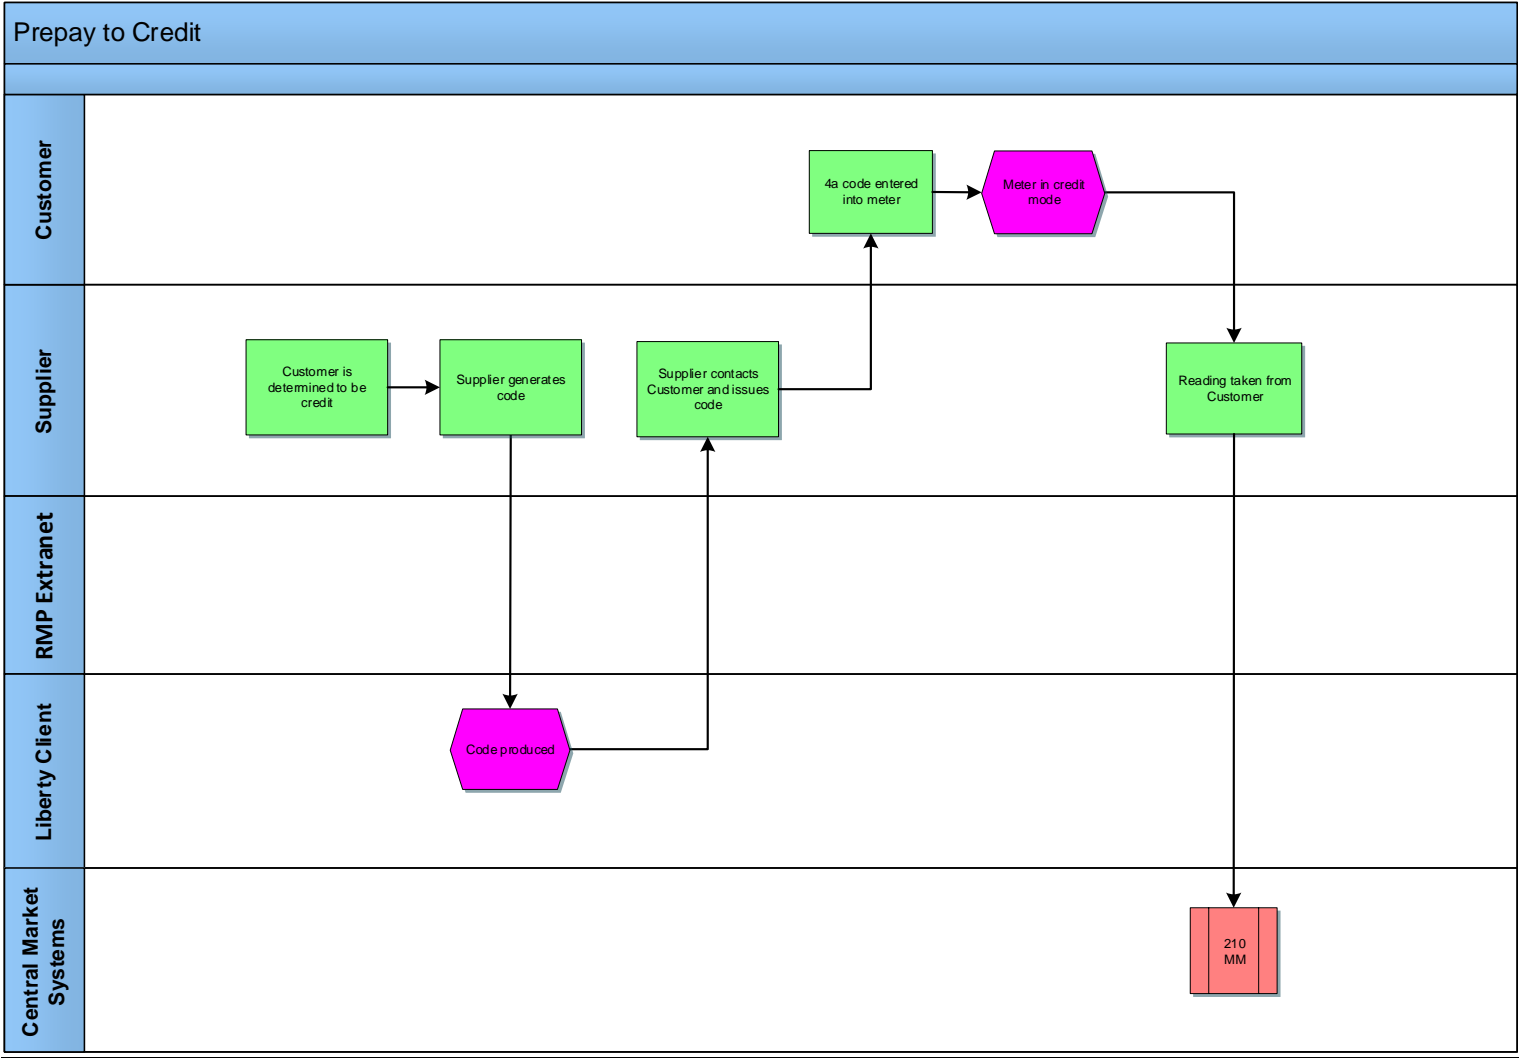 Prepay to Credit
Customer
4a code entered
into meter
Meter in credit
mode
Supplier
Customer is
determined to be
credit
Supplier generates
code
Supplier contacts
Customer and issues
code
Reading taken from
Customer
RMP Extranet
Liberty Client
Code produced
Central Market
Systems
210
MM